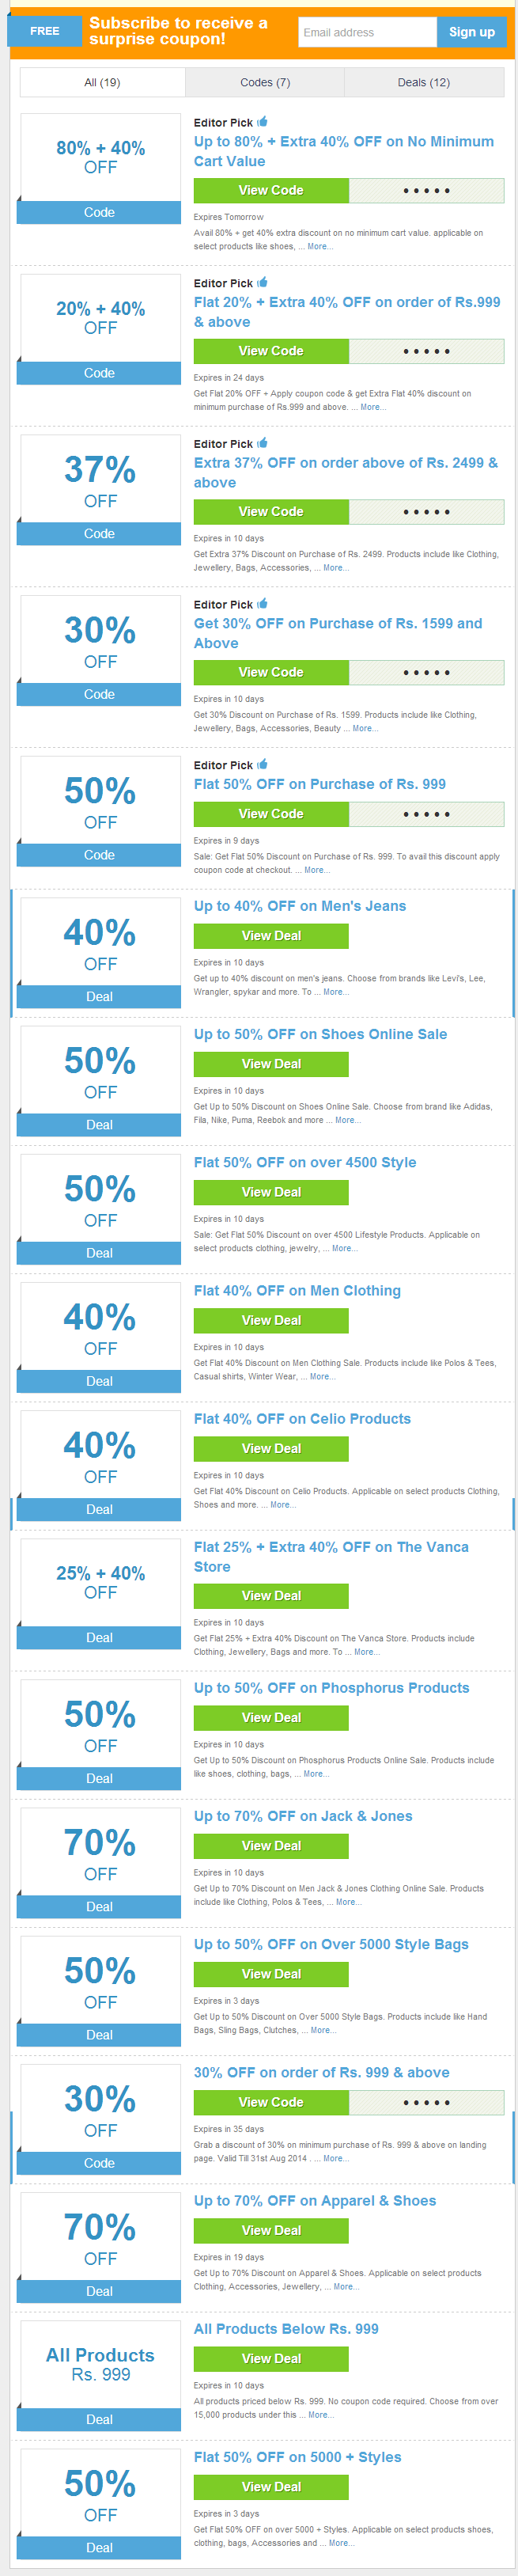 FREE
Subscribe to receive a
surprise coupon!
Email address
Sign up
All (19)
Codes (7)
Deals (12)
80% + 40%
OFF
Code
Editor Pick
Up to 80% + Extra 40% OFF on No Minimum
Cart Value
View Code
•••••
Expires Tomorrow
Avail 80% + get 40% extra discount on no minimum cart value. applicable on
select products like shoes, ... More...
20% + 40%
OFF
Code
Editor Pick
Flat 20% + Extra 40% OFF on order of Rs.999
& above
View Code
•••••
Expires in 24 days
Get Flat 20% OFF + Apply coupon code & get Extra Flat 40% discount on
minimum purchase of Rs.999 and above. ... More...
37%
OFF
Code
Editor Pick
Extra 37% OFF on order above of Rs. 2499 &
above
View Code
•••••
Expires in 10 days
Get Extra 37% Discount on Purchase of Rs. 2499. Products include like Clothing,
Jewellery, Bags, Accessories, ... More...
30%
OFF
Code
Editor Pick
Get 30% OFF on Purchase of Rs. 1599 and
Above
View Code
•••••
Expires in 10 days
Get 30% Discount on Purchase of Rs. 1599. Products include like Clothing,
Jewellery, Bags, Accessories, Beauty ... More...
50%
OFF
Code
Editor Pick
Flat 50% OFF on Purchase of Rs. 999
View Code
•••••
Expires in 9 days
Sale: Get Flat 50% Discount on Purchase of Rs. 999. To avail this discount apply
coupon code at checkout. ... More...
40%
OFF
Deal
Up to 40% OFF on Men's Jeans
View Deal
Expires in 10 days
Get up to 40% discount on men's jeans. Choose from brands like Levi's, Lee,
Wrangler, spykar and more. To ... More...
50%
OFF
Deal
Up to 50% OFF on Shoes Online Sale
View Deal
Expires in 10 days
Get Up to 50% Discount on Shoes Online Sale. Choose from brand like Adidas,
Fila, Nike, Puma, Reebok and more ... More...
50%
OFF
Deal
Flat 50% OFF on over 4500 Style
View Deal
Expires in 10 days
Sale: Get Flat 50% Discount on over 4500 Lifestyle Products. Applicable on
select products clothing, jewelry, ... More...
40%
OFF
Deal
Flat 40% OFF on Men Clothing
View Deal
Expires in 10 days
Get Flat 40% Discount on Men Clothing Sale. Products include like Polos & Tees,
Casual shirts, Winter Wear, ... More...
40%
OFF
Deal
Flat 40% OFF on Celio Products
View Deal
Expires in 10 days
Get Flat 40% Discount on Celio Products. Applicable on select products Clothing,
Shoes and more. ... More...
25% + 40%
OFF
Deal
Flat 25% + Extra 40% OFF on The Vanca
Store
View Deal
Expires in 10 days
Get Flat 25% + Extra 40% Discount on The Vanca Store. Products include
Clothing, Jewellery, Bags and more. To ... More...
50%
OFF
Deal
Up to 50% OFF on Phosphorus Products
View Deal
Expires in 10 days
Get Up to 50% Discount on Phosphorus Products Online Sale. Products include
like shoes, clothing, bags, ... More...
70%
OFF
Deal
Up to 70% OFF on Jack & Jones
View Deal
Expires in 10 days
Get Up to 70% Discount on Men Jack & Jones Clothing Online Sale. Products
include like Clothing, Polos & Tees, ... More...
50%
OFF
Deal
Up to 50% OFF on Over 5000 Style Bags
View Deal
Expires in 3 days
Get Up to 50% Discount on Over 5000 Style Bags. Products include like Hand
Bags, Sling Bags, Clutches, ... More...
30%
OFF
Code
30% OFF on order of Rs. 999 & above
View Code
•••••
Expires in 35 days
Grab a discount of 30% on minimum purchase of Rs. 999 & above on landing
page. Valid Till 31st Aug 2014 . ... More...
70%
OFF
Deal
Up to 70% OFF on Apparel & Shoes
View Deal
Expires in 19 days
Get Up to 70% Discount on Apparel & Shoes. Applicable on select products
Clothing, Accessories, Jewellery, ... More...
All Products
Rs. 999
Deal
All Products Below Rs. 999
View Deal
Expires in 10 days
All products priced below Rs. 999. No coupon code required. Choose from over
15,000 products under this ... More...
50%
OFF
Deal
Flat 50% OFF on 5000 + Styles
View Deal
Expires in 3 days
Get Flat 50% OFF on over 5000 + Styles. Applicable on select products shoes,
clothing, bags, Accessories and ... More...